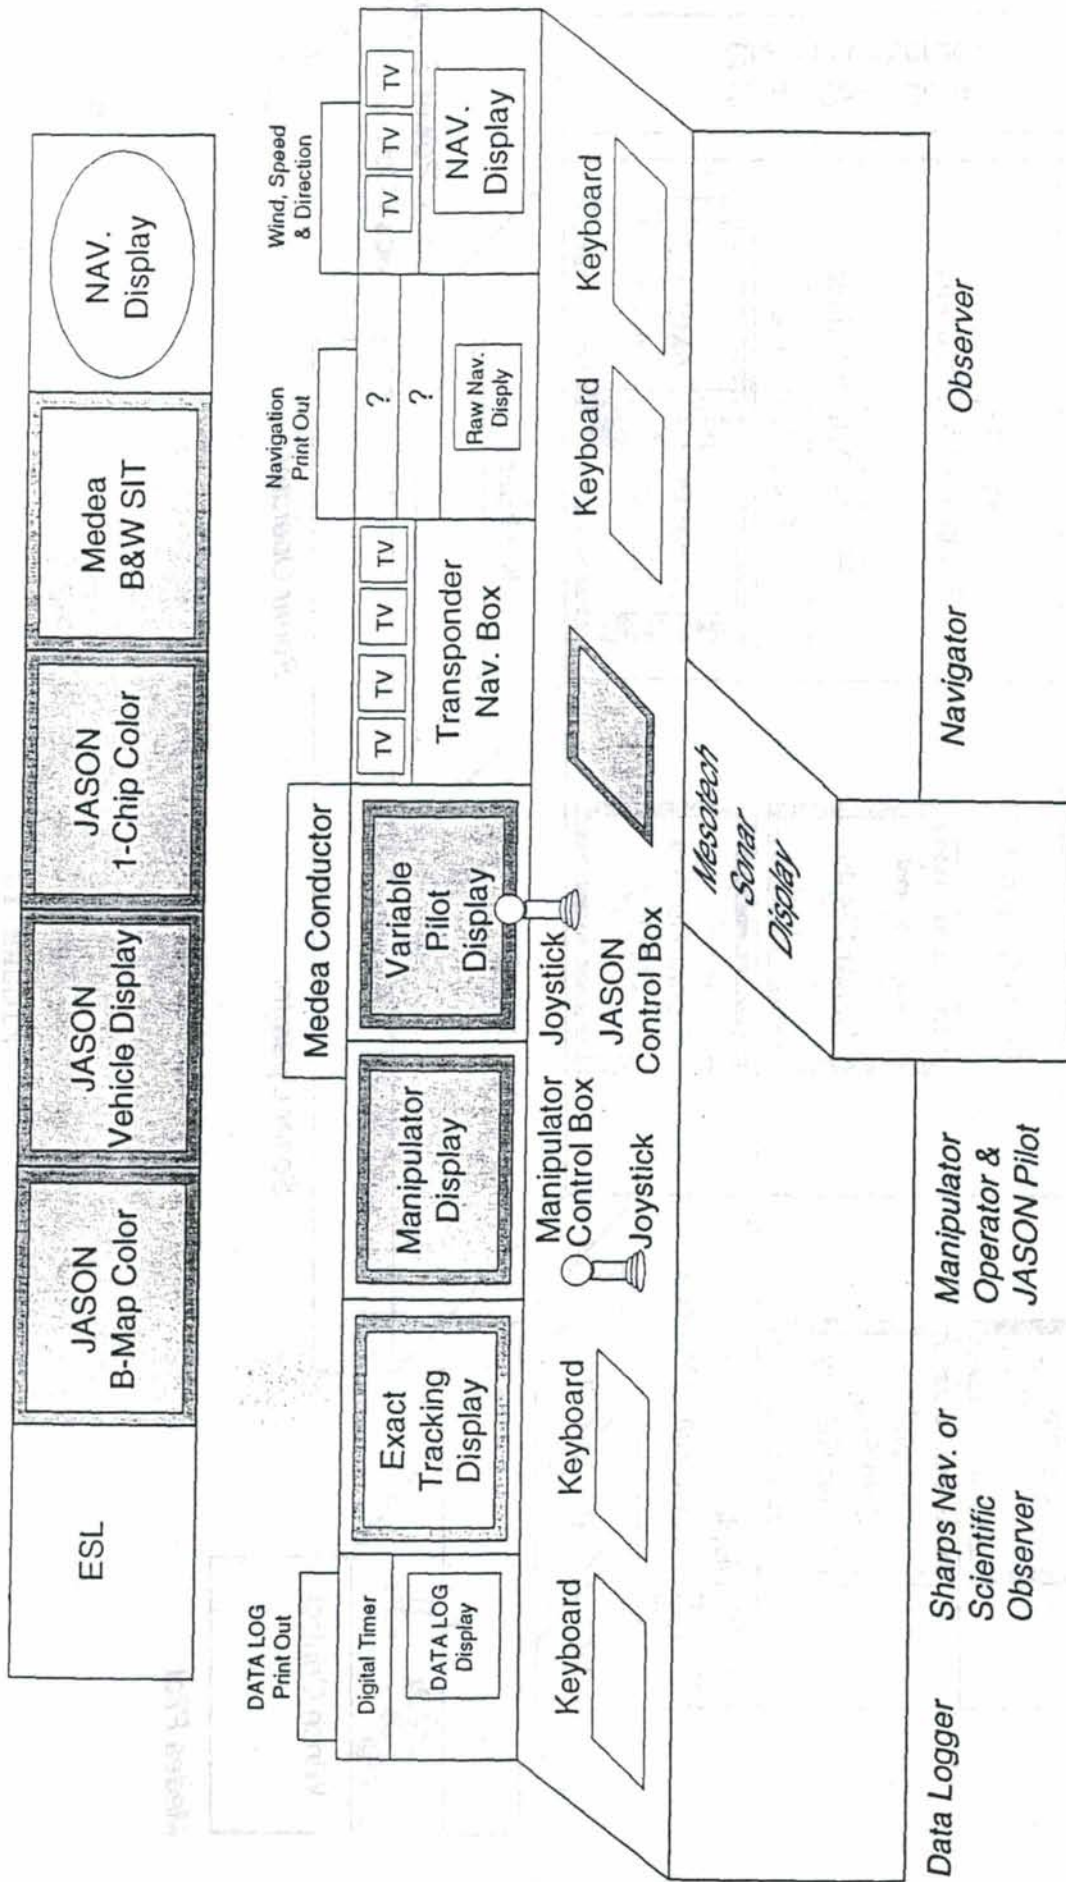 ESL
JASON
B-Map Color
JASON
Vehicle Display
JASON
1-Chip Color
Medea
B&W SIT
NAV.
Display
DATA LOG
Print Out
Medea Conductor
Navigation
Print Out
Wind, Speed
& Direction
Digital Timer
DATA LOG
Display
Exact
Tracking
Display
Manipulator
Display
Variable
Pilot
Display
TV
TV
TV
TV
Transponder
Nav. Box
?
?
Raw Nav.
Disply
TV
TV
TV
NAV.
Display
Keyboard
Keyboard
Manipulator
Control Box
Joystick
Joystick
JASON
Control Box
Keyboard
Keyboard
Mesotech
Sonar
Display
Data Logger
Sharps Nav. or
Scientific
Observer
Manipulator
Operator &
JASON Pilot
Navigator
Observer